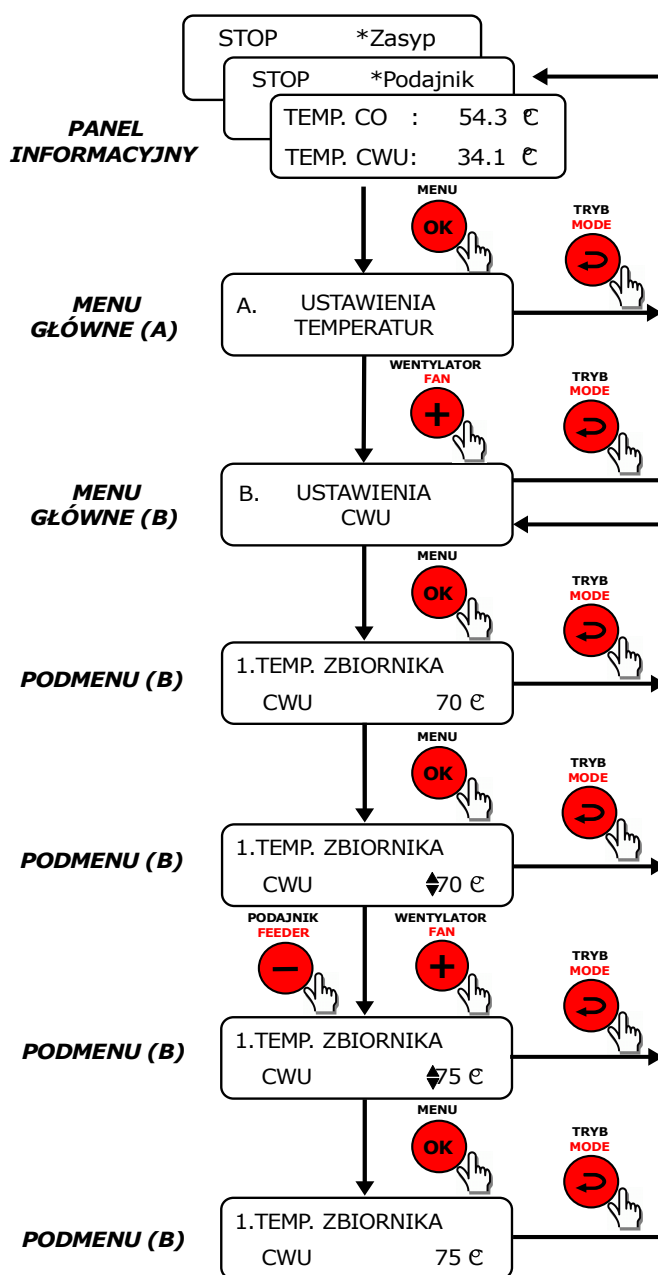 STOP *Zasyp
STOP *Podajnik
TEMP. CO : 54.3 ℃
TEMP. CWU: 34.1 ℃
PANEL
INFORMACYJNY
MENU
OK
TRYB
MODE
MENU
GŁÓWNE (A)
A. USTAWIENIA
TEMPERATUR
WENTYLATOR
FAN
+
TRYB
MODE
MENU
GŁÓWNE (B)
B. USTAWIENIA
CWU
MENU
OK
TRYB
MODE
PODMENU (B)
1.TEMP. ZBIORNIKA
CWU 70 ℃
MENU
OK
TRYB
MODE
PODMENU (B)
1.TEMP. ZBIORNIKA
CWU 70 ℃
PODAJNIK
FEEDER
−
WENTYLATOR
FAN
+
TRYB
MODE
PODMENU (B)
1.TEMP. ZBIORNIKA
CWU 75 ℃
MENU
OK
TRYB
MODE
PODMENU (B)
1.TEMP. ZBIORNIKA
CWU 75 ℃